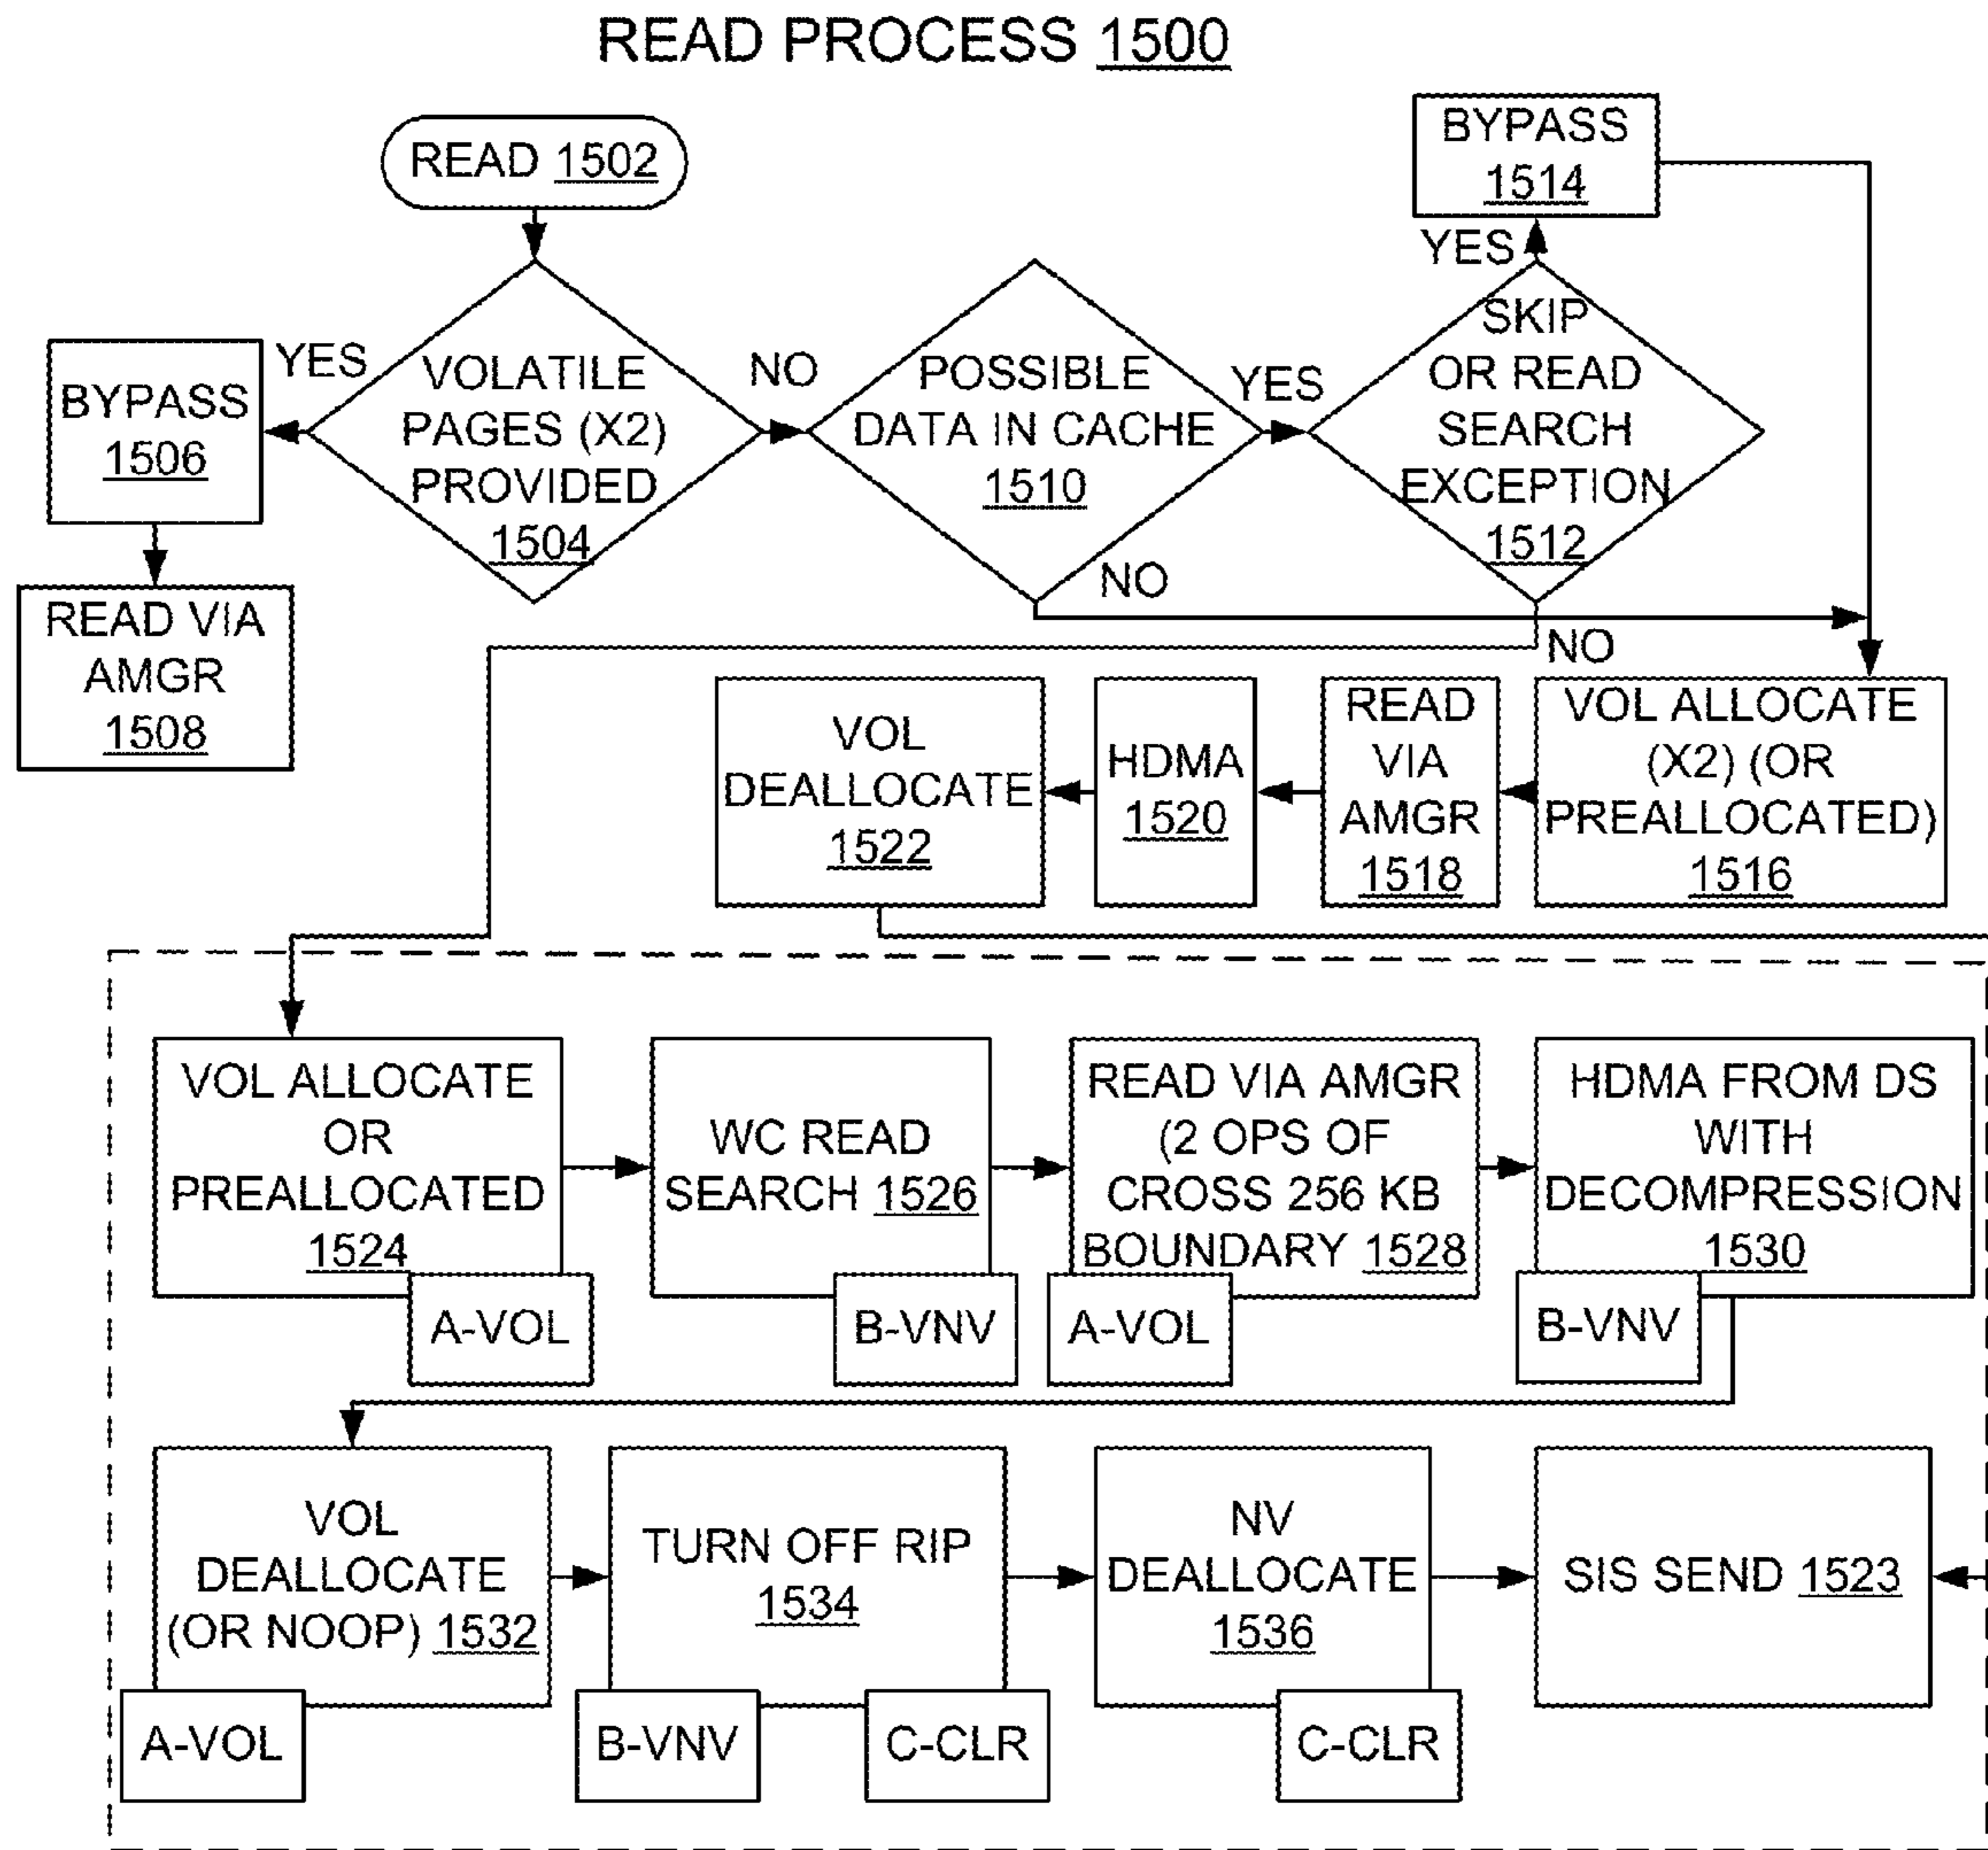 READ PROCESS 1500
READ 1502
VOLATILE
PAGES (X2)
PROVIDED
1504
YES
BYPASS
1506
READ VIA
AMGR
1508
NO
POSSIBLE
DATA IN CACHE
1510
YES
NO
SKIP
OR READ
SEARCH
EXCEPTION
1512
YES
BYPASS
1514
NO
VOL ALLOCATE
(X2) (OR
PREALLOCATED)
1516
READ
VIA
AMGR
1518
HDMA
1520
VOL
DEALLOCATE
1522
VOL ALLOCATE
OR
PREALLOCATED
1524
A-VOL
WC READ
SEARCH 1526
B-VNV
READ VIA AMGR
(2 OPS OF
CROSS 256 KB
BOUNDARY 1528
A-VOL
HDMA FROM DS
WITH
DECOMPRESSION
1530
B-VNV
VOL
DEALLOCATE
(OR NOOP) 1532
A-VOL
TURN OFF RIP
1534
B-VNV
C-CLR
NV
DEALLOCATE
1536
C-CLR
SIS SEND 1523